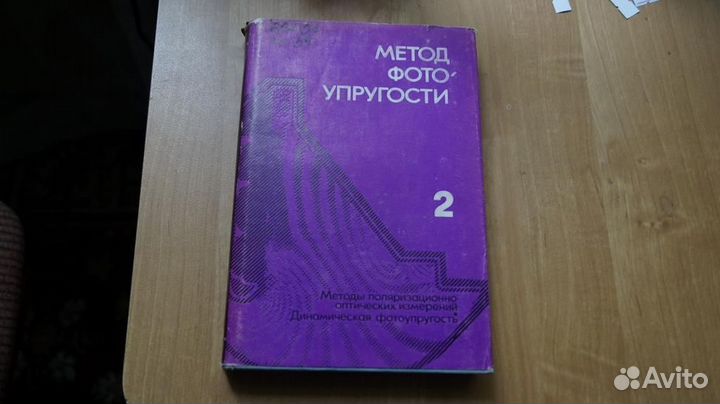 МЕТОД
ФОТО-
УПРУГОСТИ
2
Методы поляризационно-
оптических измерений
Динамическая фотоупругость
Avito